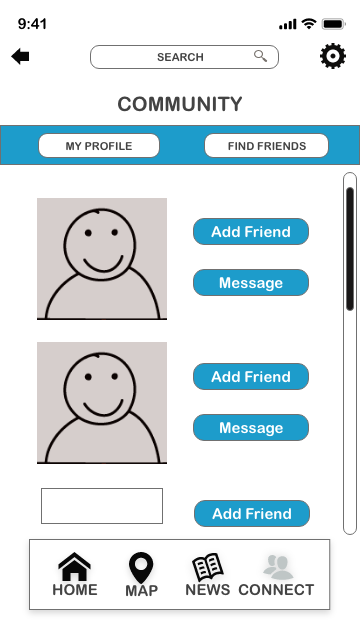 9:41
SEARCH
COMMUNITY
MY PROFILE
FIND FRIENDS
Add Friend
Message
Add Friend
Message
Add Friend
HOME
MAP
NEWS
CONNECT